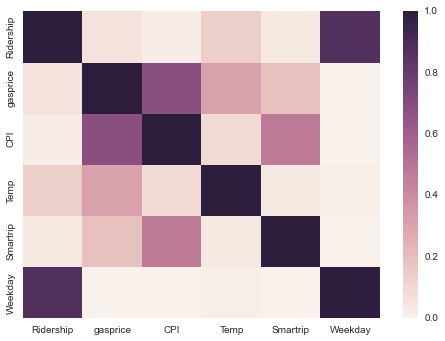 Ridership
gasprice
CPI
Temp
Smartrip
Weekday
Ridership gasprice CPI Temp Smartrip Weekday
1.0
0.8
0.6
0.4
0.2
0.0